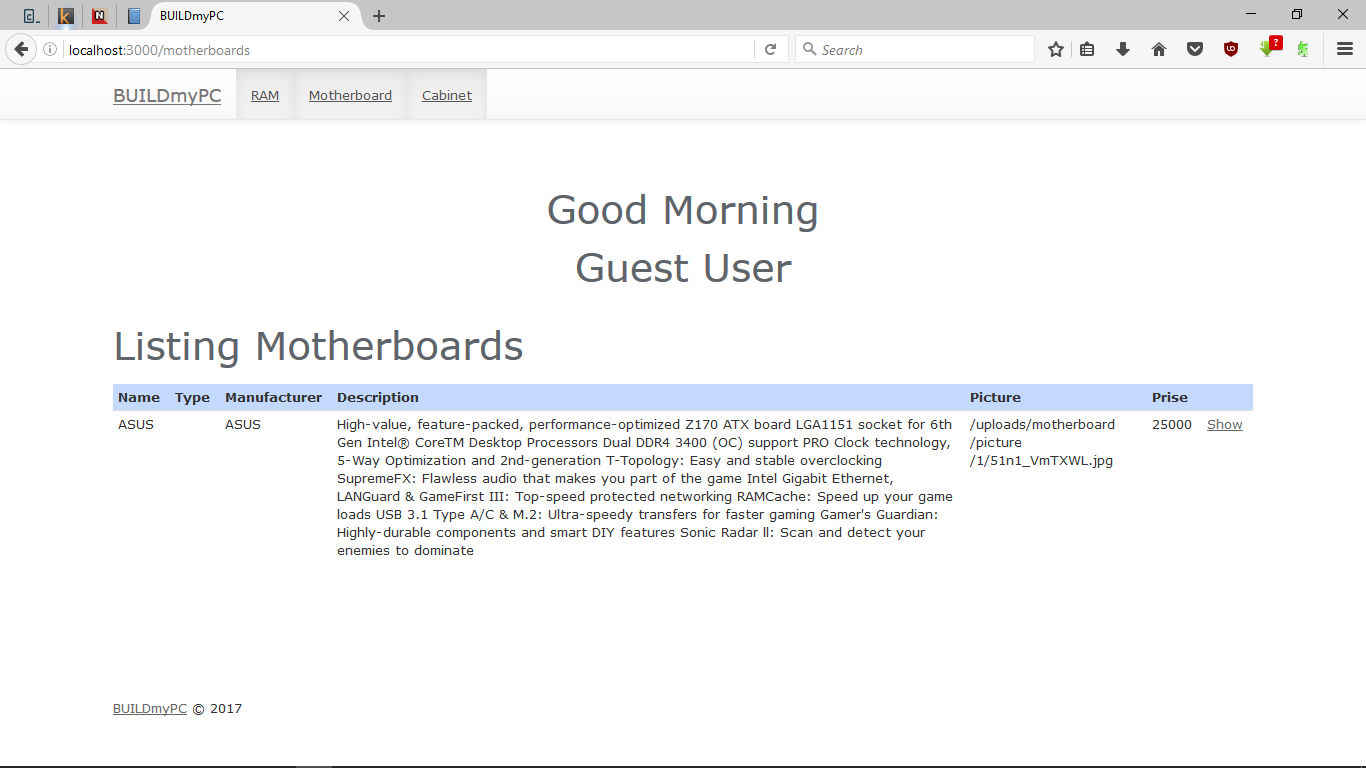 BUILDmyPC
localhost:3000/motherboards
Search
BUILDmyPC RAM Motherboard Cabinet
Good Morning
Guest User
Listing Motherboards
Name Type Manufacturer Description Picture Prise
ASUS ASUS High-value, feature-packed, performance-optimized Z170 ATX board LGA1151 socket for 6th /uploads/motherboard 25000 Show
Gen Intel® CoreTM Desktop Processors Dual DDR4 3400 (OC) support PRO Clock technology, /picture
5-Way Optimization and 2nd-generation T-Topology: Easy and stable overclocking /1/51n1_VmTXWL.jpg
SupremeFX: Flawless audio that makes you part of the game Intel Gigabit Ethernet,
LANGuard & GameFirst III: Top-speed protected networking RAMCache: Speed up your game
loads USB 3.1 Type A/C & M.2: Ultra-speedy transfers for faster gaming Gamer's Guardian:
Highly-durable components and smart DIY features Sonic Radar ll: Scan and detect your
enemies to dominate
BUILDmyPC © 2017